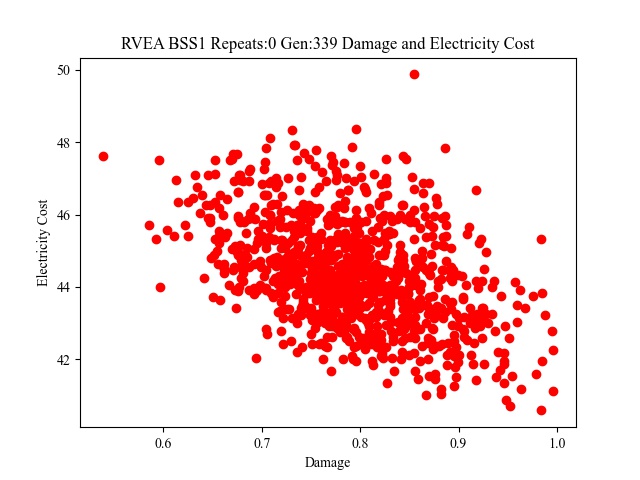 RVEA BSS1 Repeats:0 Gen:339 Damage and Electricity Cost
50
48
46
44
42
Electricity Cost
0.6 0.7 0.8 0.9 1.0
Damage